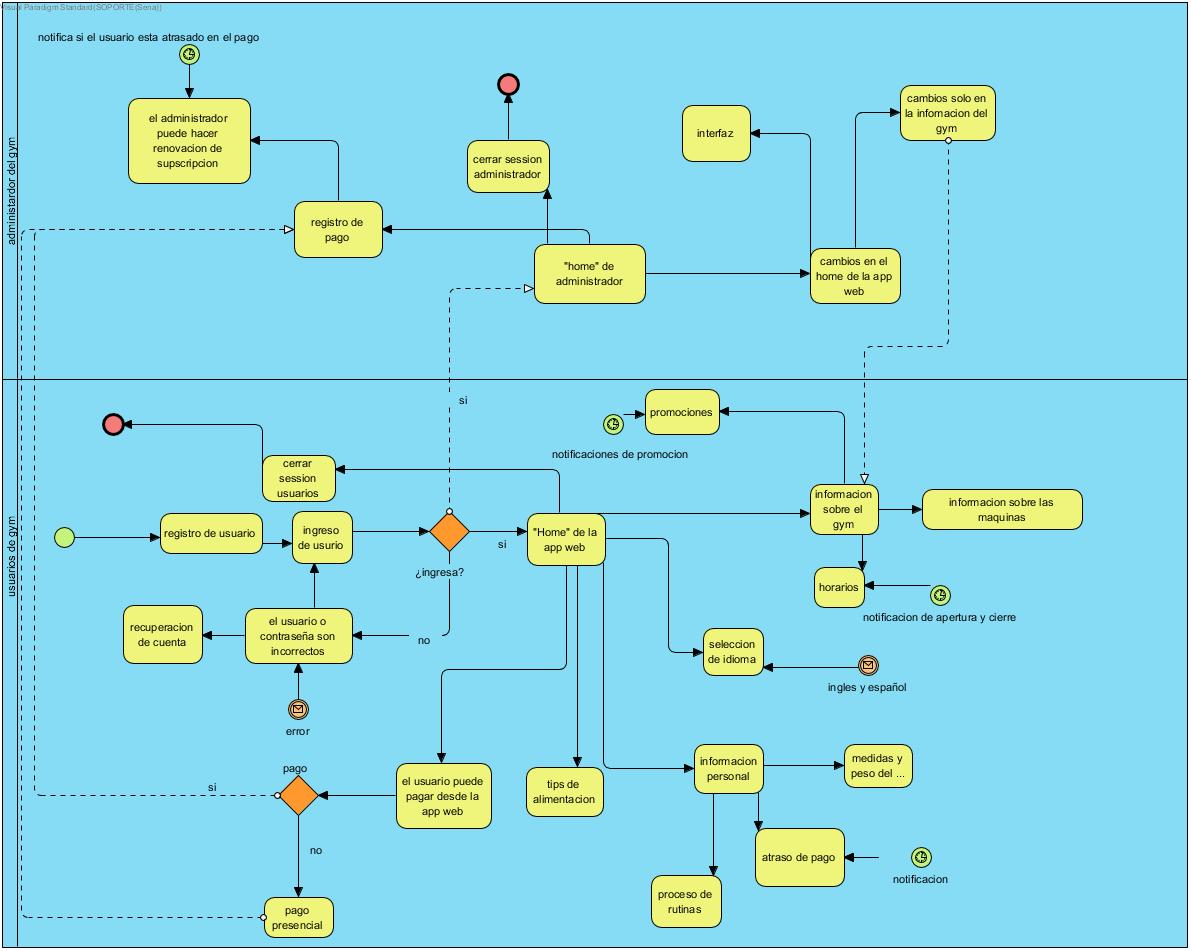 Visual Paradigm Standard(SOPORTE(Sena))
notifica si el usuario esta atrasado en el pago
administardor del gym
el administrador
puede hacer
renovacion de
supscripcion
cerrar session
administrador
interfaz
cambios solo en
la infomacion del
gym
registro de
pago
"home" de
administrador
cambios en el
home de la app
web
usuarios de gym
si
promociones
notificaciones de promocion
cerrar
session
usuarios
informacion
sobre el
gym
informacion sobre las
maquinas
registro de usuario
ingreso
de usurio
si
"Home" de la
app web
¿ingresa?
horarios
notificacion de apertura y cierre
recuperacion
de cuenta
el usuario o
contraseña son
incorrectos
no
seleccion
de idioma
ingles y español
error
pago
si
el usuario puede
pagar desde la
app web
tips de
alimentacion
informacion
personal
medidas y
peso del ...
no
atraso de pago
notificacion
pago
presencial
proceso de
rutinas